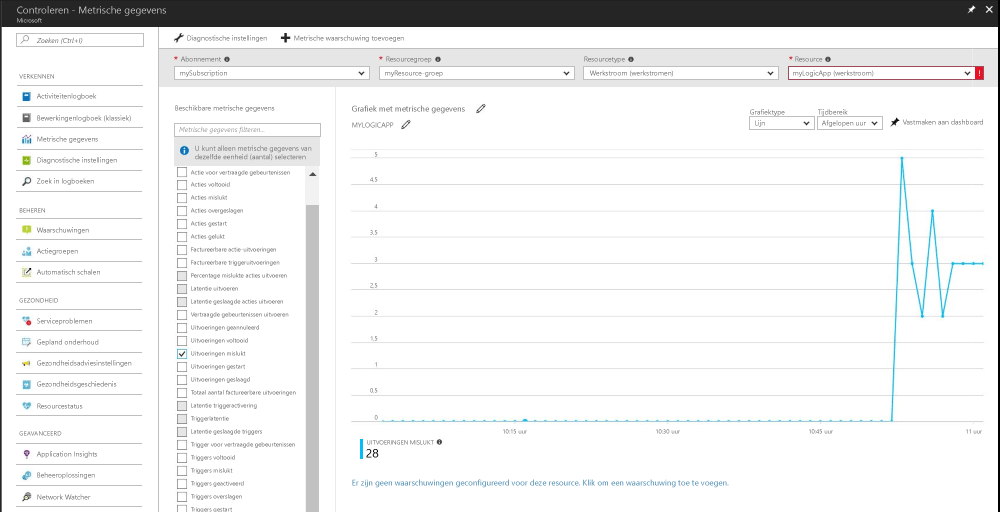 Controleren - Metrische gegevens
Microsoft
Zoeken (Ctrl+I)
VERKENNEN
Activiteitenlogboek
Bewerkingenlogboek (klassiek)
Metrische gegevens
Diagnostische instellingen
Zoek in logboeken
BEHEREN
Waarschuwingen
Actiegroepen
Automatisch schalen
GEZONDHEID
Serviceproblemen
Gepland onderhoud
Gezondheidsadviesinstellingen
Gezondheidsgeschiedenis
Resourcestatus
GEAVANCEERD
Application Insights
Beheeroplossingen
Network Watcher
Diagnostische instellingen
Metrische waarschuwing toevoegen
* Abonnement
mySubscription
* Resourcegroep
myResource-groep
Resourcetype
Werkstroom (werkstromen)
* Resource
myLogicApp (werkstroom)
Beschikbare metrische gegevens
Metrische gegevens filteren...
U kunt alleen metrische gegevens van
dezelfde eenheid (aantal) selecteren
Actie voor vertraagde gebeurtenissen
Acties voltooid
Acties mislukt
Acties overgeslagen
Acties gestart
Acties gelukt
Factureerbare actie-uitvoeringen
Factureerbare triggeruitvoeringen
Percentage mislukte acties uitvoeren
Latentie uitvoeren
Latentie geslaagde acties uitvoeren
Vertraagde gebeurtenissen uitvoeren
Uitvoeringen geannuleerd
Uitvoeringen voltooid
Uitvoeringen mislukt
Uitvoeringen gestart
Uitvoeringen geslaagd
Totaal aantal factureerbare uitvoeringen
Latentie triggeractivering
Triggerlatentie
Latentie geslaagde triggers
Trigger voor vertraagde gebeurtenissen
Triggers voltooid
Triggers mislukt
Triggers geactiveerd
Triggers overslagen
Triggers gestart
Grafiek met metrische gegevens
MYLOGICAPP
Grafiektype
Lijn
Tijdbereik
Afgelopen uur
Vastmaken aan dashboard
5
4.5
4
3.5
3
2.5
2
1.5
1
0.5
0
10:15 uur
10:30 uur
10:45 uur
11 uur
UITVOERINGEN MISLUKT
28
Er zijn geen waarschuwingen geconfigureerd voor deze resource. Klik om een waarschuwing toe te voegen.